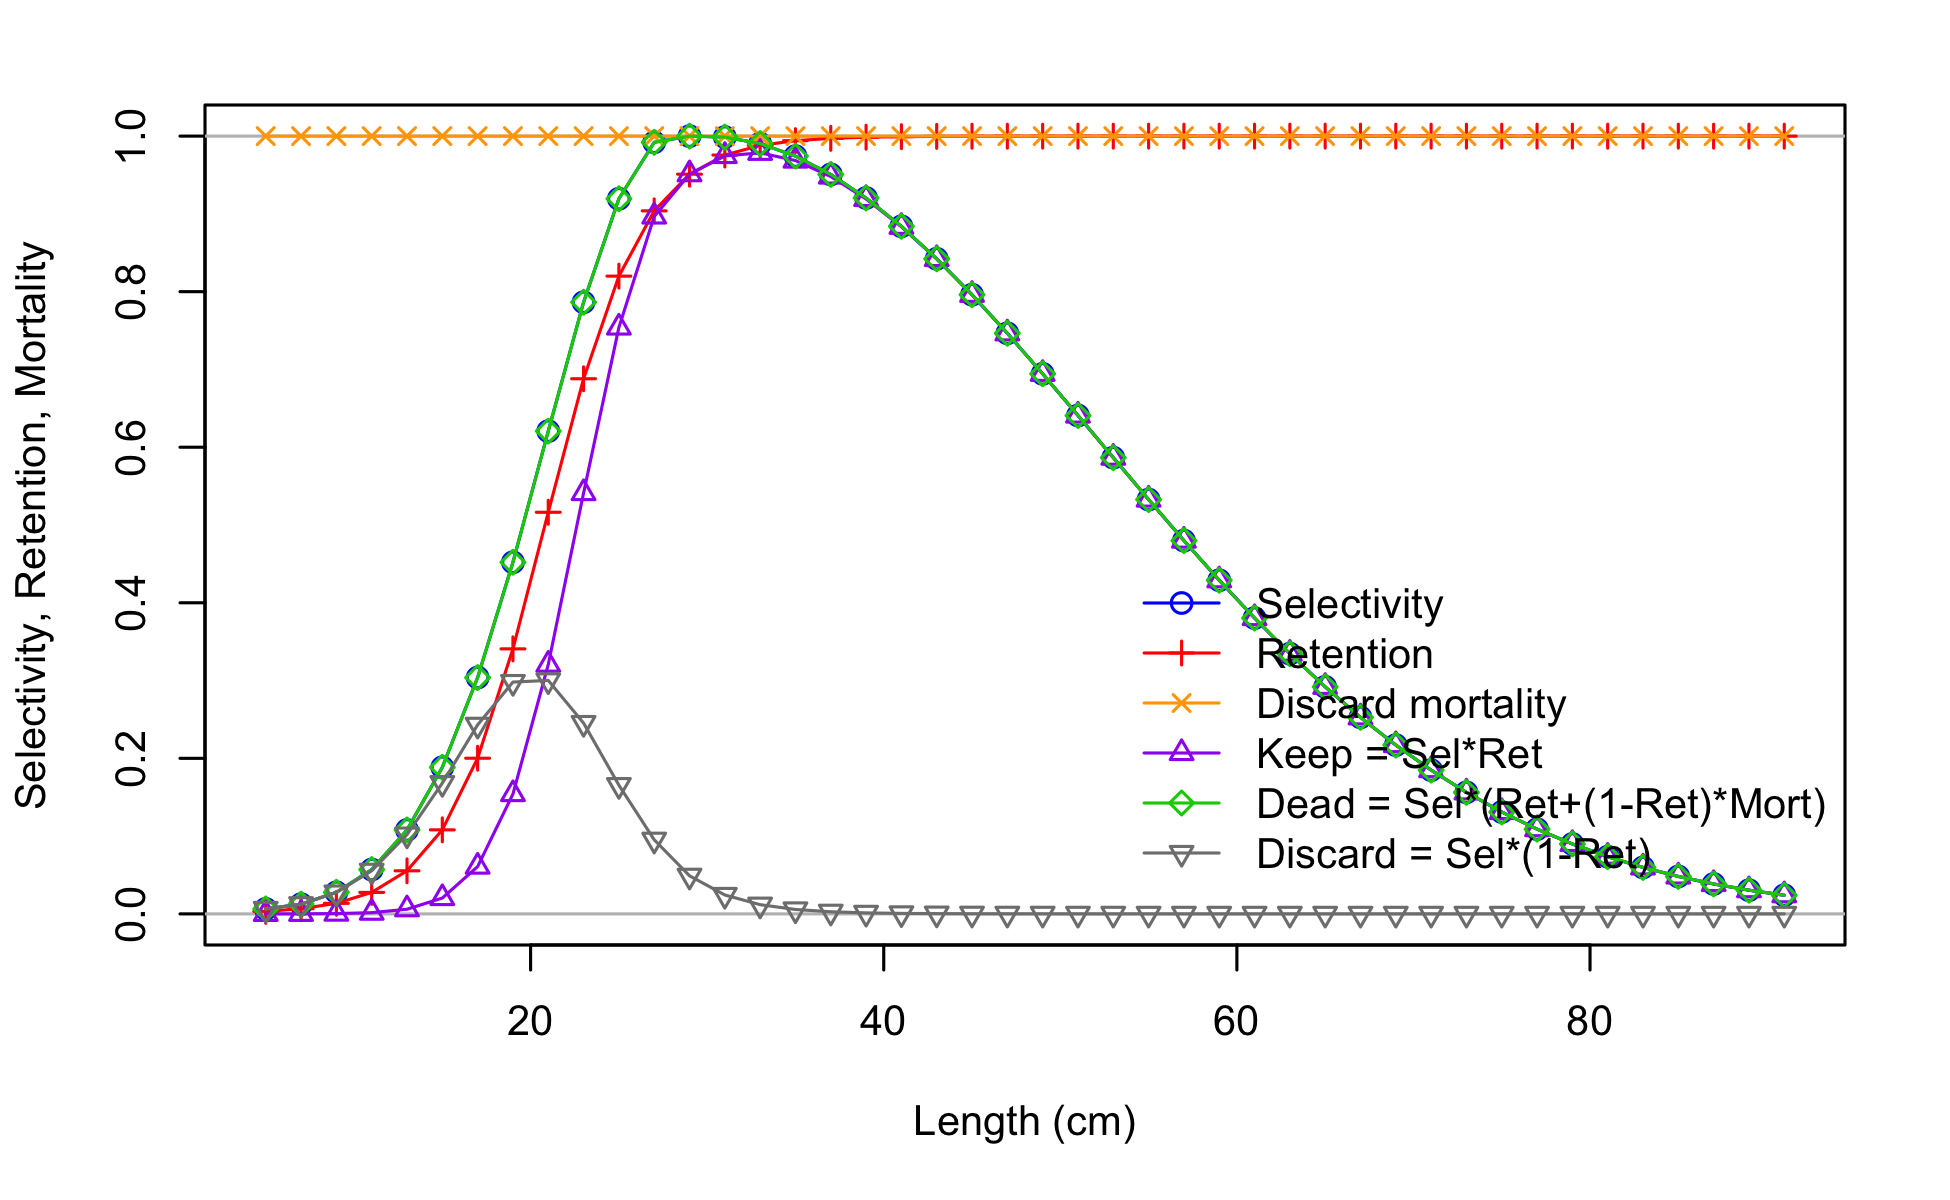 Selectivity, Retention, Mortality
1.0
0.8
0.6
0.4
0.2
0.0
Selectivity
Retention
Discard mortality
Keep = Sel*Ret
Dead = Sel*(Ret+(1-Ret)*Mort)
Discard = Sel*(1-Ret)
20 40 60 80
Length (cm)